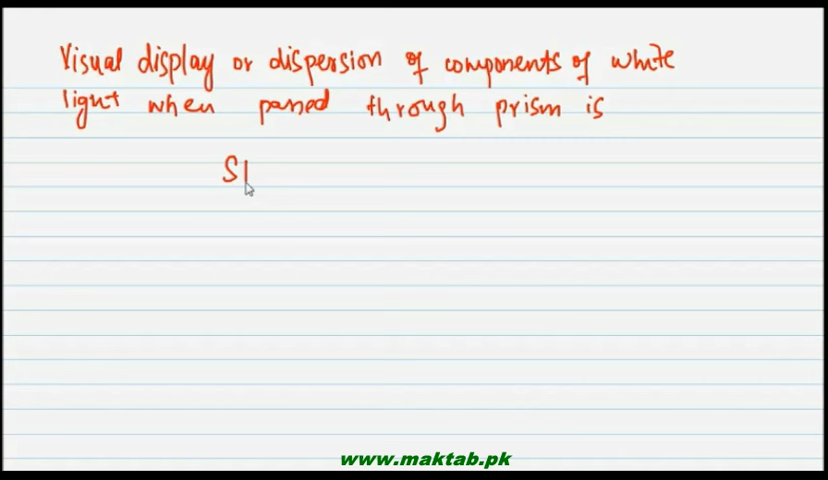 Visual display or dispersion of components of white
light when passed through prism is
S
www.maktab.pk